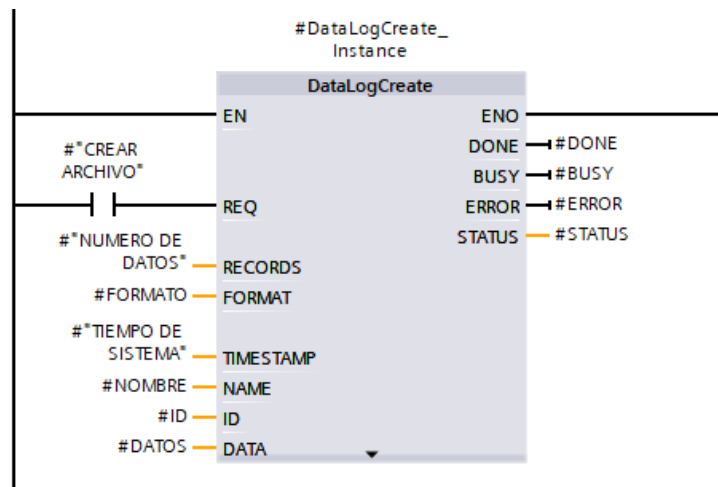 #DataLogCreate_
Instance
DataLogCreate
EN
ENO
DONE
#DONE
#"CREAR
ARCHIVO"
BUSY
#BUSY
REQ
ERROR
#ERROR
STATUS
#STATUS
#"NUMERO DE
DATOS"
RECORDS
#FORMATO
FORMAT
#"TIEMPO DE
SISTEMA"
TIMESTAMP
#NOMBRE
NAME
#ID
ID
#DATOS
DATA